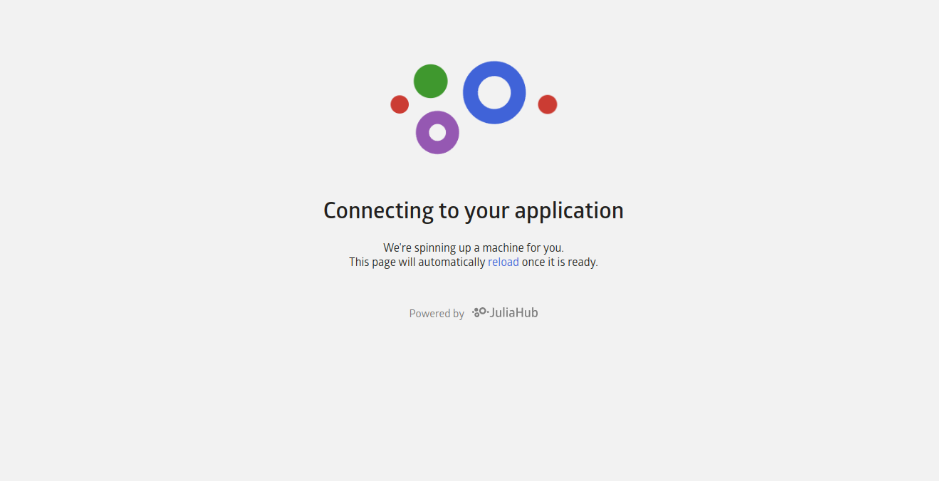 Connecting to your application
We're spinning up a machine for you.
This page will automatically reload once it is ready.
Powered by JuliaHub